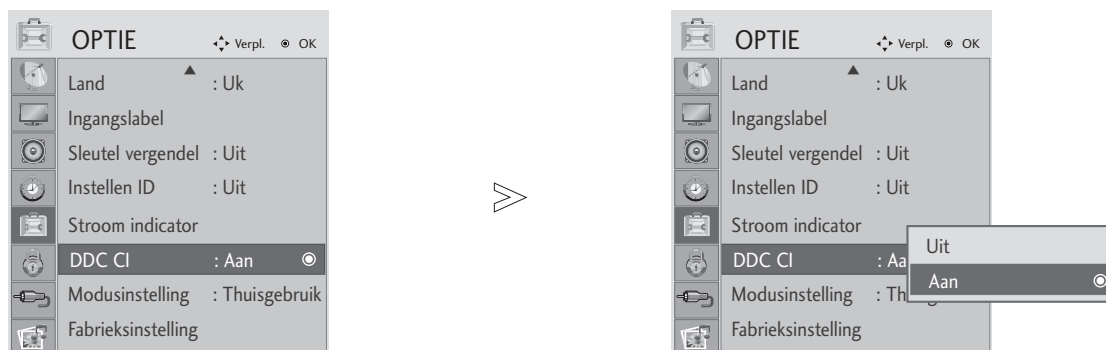 OPTIE Verpl. OK
Land : Uk
Ingangslabel
Sleutel vergendel : Uit
Instellen ID : Uit
Stroom indicator
DDC CI : Aan
Modusinstelling : Thuisgebruik
Fabrieksinstelling
OPTIE Verpl. OK
Land : Uk
Ingangslabel
Sleutel vergendel : Uit
Instellen ID : Uit
Stroom indicator
DDC CI : Aa
Modusinstelling : Th
Fabrieksinstelling
Uit
Aan